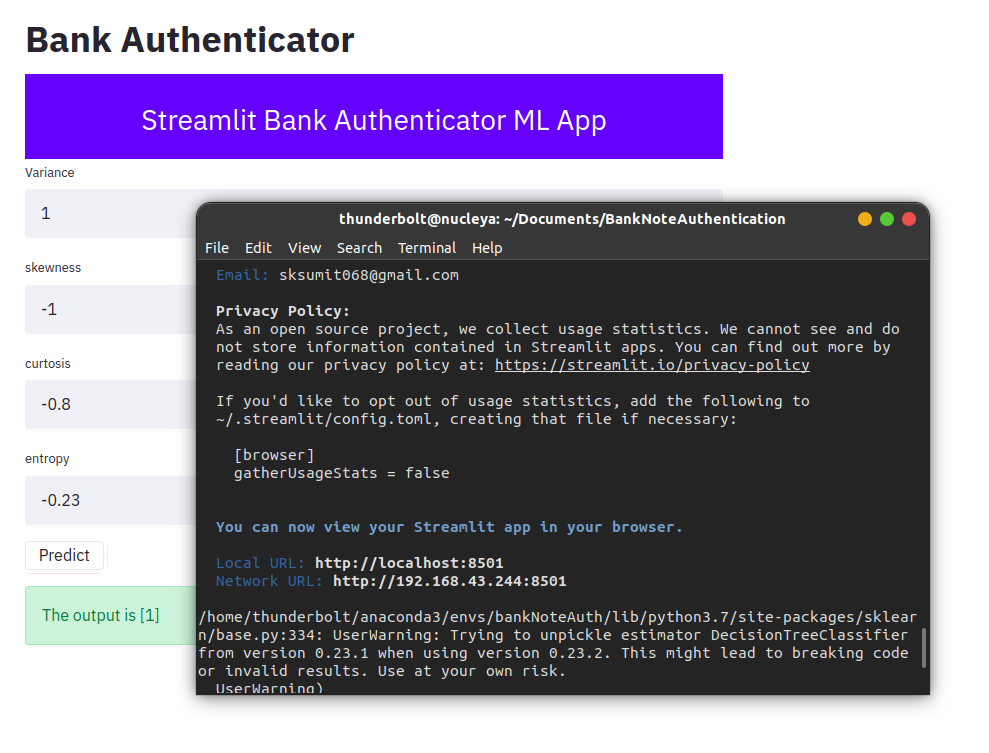 Bank Authenticator
Streamlit Bank Authenticator ML App
Variance
1
skewness
-1
curtosis
-0.8
entropy
-0.23
Predict
The output is [1]
thunderbolt@nucleya: ~/Documents/BankNoteAuthentication
File Edit View Search Terminal Help
Email: sksumit068@gmail.com
Privacy Policy:
As an open source project, we collect usage statistics. We cannot see and do
not store information contained in Streamlit apps. You can find out more by
reading our privacy policy at: https://streamlit.io/privacy-policy
If you'd like to opt out of usage statistics, add the following to
~/.streamlit/config.toml, creating that file if necessary:
[browser]
gatherUsageStats = false
You can now view your Streamlit app in your browser.
Local URL: http://localhost:8501
Network URL: http://192.168.43.244:8501
/home/thunderbolt/anaconda3/envs/bankNoteAuth/lib/python3.7/site-packages/sklear
n/base.py:334: UserWarning: Trying to unpickle estimator DecisionTreeClassifier
from version 0.23.1 when using version 0.23.2. This might lead to breaking code
or invalid results. Use at your own risk.
UserWarning)